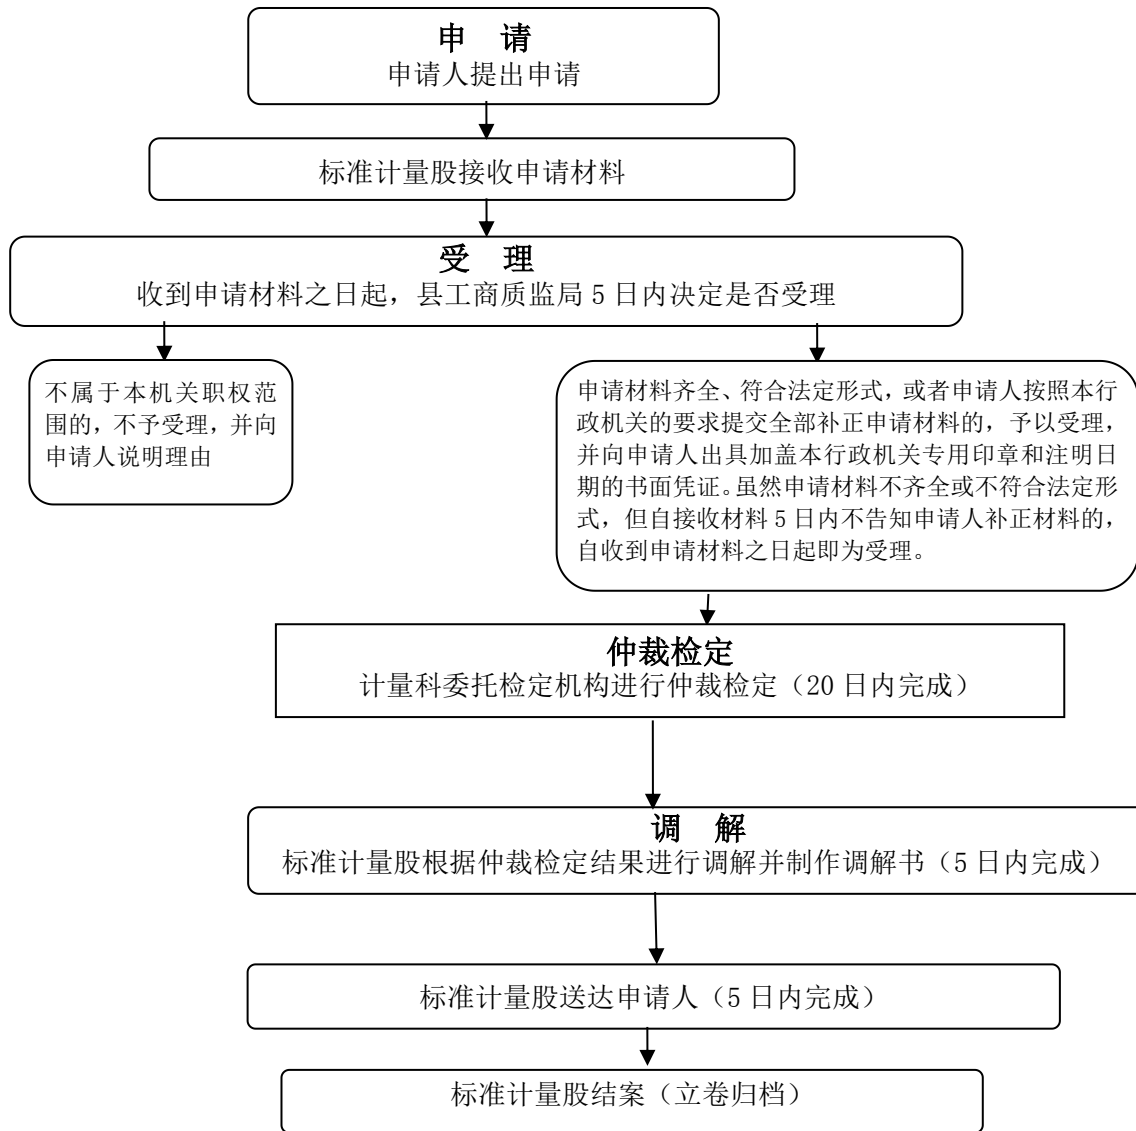 申 请
申请人提出申请
标准计量股接收申请材料
受 理
收到申请材料之日起，县工商质监局 5 日内决定是否受理
不属于本机关职权范
围的，不予受理，并向
申请人说明理由
申请材料齐全、符合法定形式，或者申请人按照本行
政机关的要求提交全部补正申请材料的，予以受理，
并向申请人出具加盖本行政机关专用印章和注明日
期的书面凭证。虽然申请材料不齐全或不符合法定形
式，但自接收材料 5 日内不告知申请人补正材料的，
自收到申请材料之日起即为受理。
仲裁检定
计量科委托检定机构进行仲裁检定（20 日内完成）
调 解
标准计量股根据仲裁检定结果进行调解并制作调解书（5 日内完成）
标准计量股送达申请人（5 日内完成）
标准计量股结案（立卷归档）